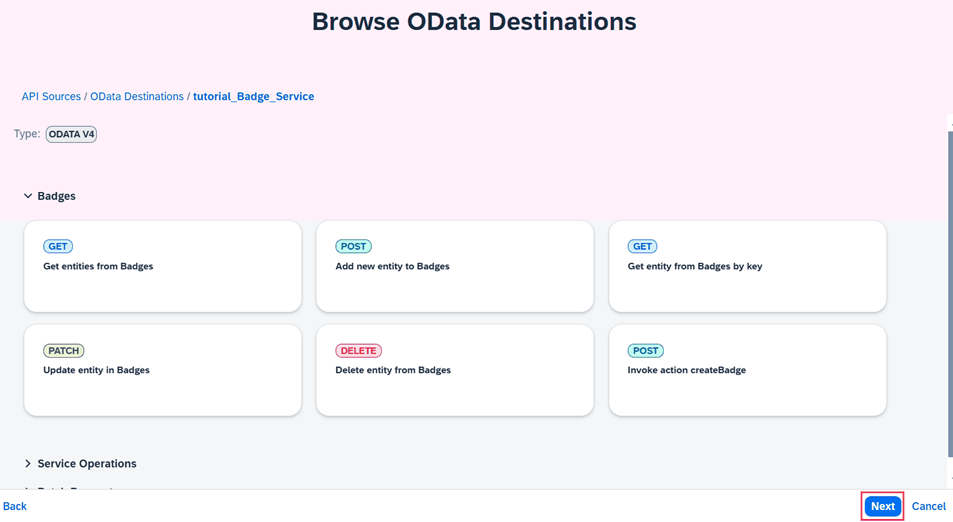 Browse OData Destinations
API Sources / OData Destinations / tutorial_Badge_Service
Type: ODATA V4
Badges
GET
Get entities from Badges
POST
Add new entity to Badges
GET
Get entity from Badges by key
PATCH
Update entity in Badges
DELETE
Delete entity from Badges
POST
Invoke action createBadge
Service Operations
Back
Next
Cancel